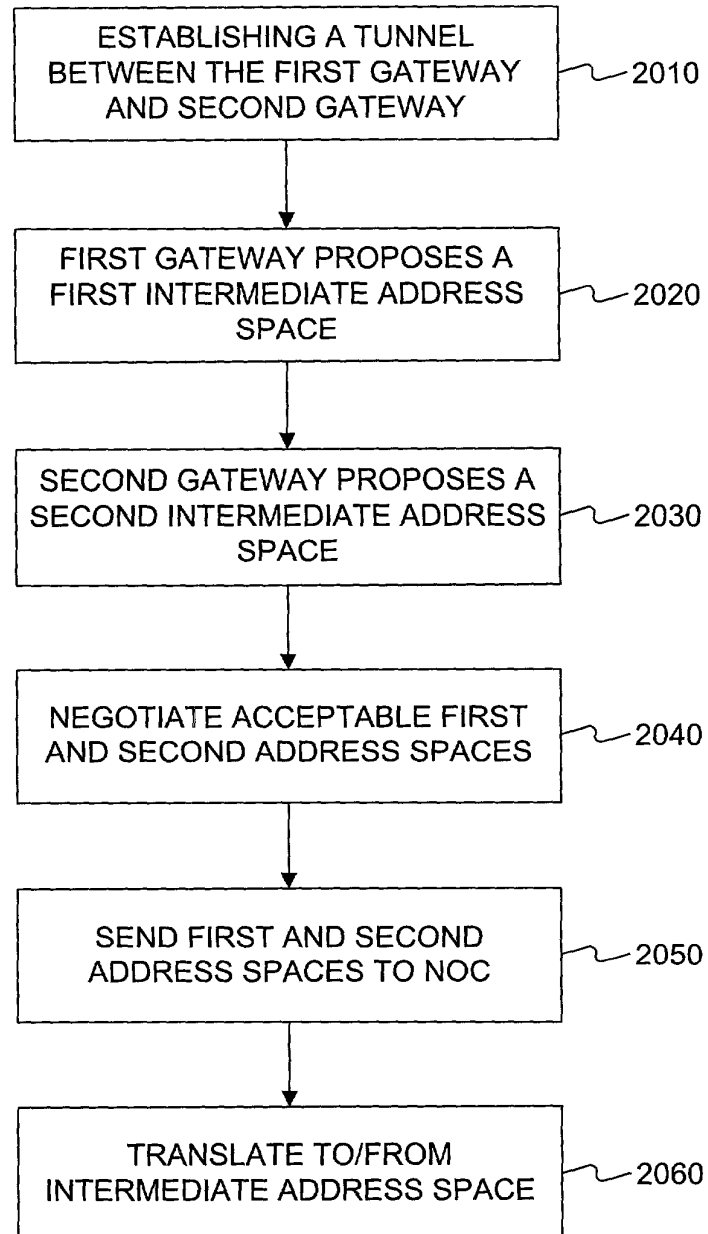 ESTABLISHING A TUNNEL
BETWEEN THE FIRST GATEWAY
AND SECOND GATEWAY
2010
FIRST GATEWAY PROPOSES A
FIRST INTERMEDIATE ADDRESS
SPACE
2020
SECOND GATEWAY PROPOSES A
SECOND INTERMEDIATE ADDRESS
SPACE
2030
NEGOTIATE ACCEPTABLE FIRST
AND SECOND ADDRESS SPACES
2040
SEND FIRST AND SECOND
ADDRESS SPACES TO NOC
2050
TRANSLATE TO/FROM
INTERMEDIATE ADDRESS SPACE
2060